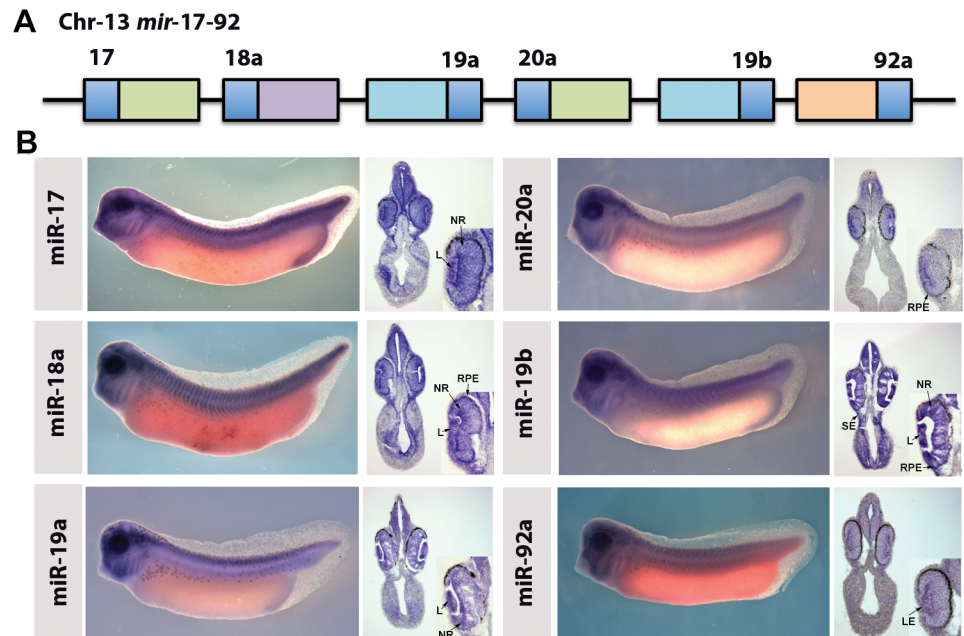 A Chr-13 mir-17-92
17 18a 19a 20a 19b 92a
B
miR-17
NR
L
miR-20a
RPE
miR-18a
RPE
NR
L
miR-19b
NR
SE
L
RPE
miR-19a
L
NR
miR-92a
LE